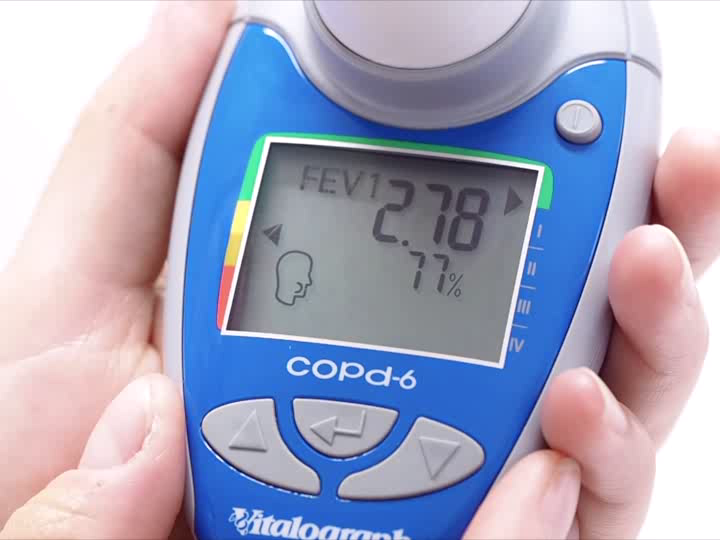 FEV1
2.78
77%
I
II
III
IV
COPD-6
Vitalograph